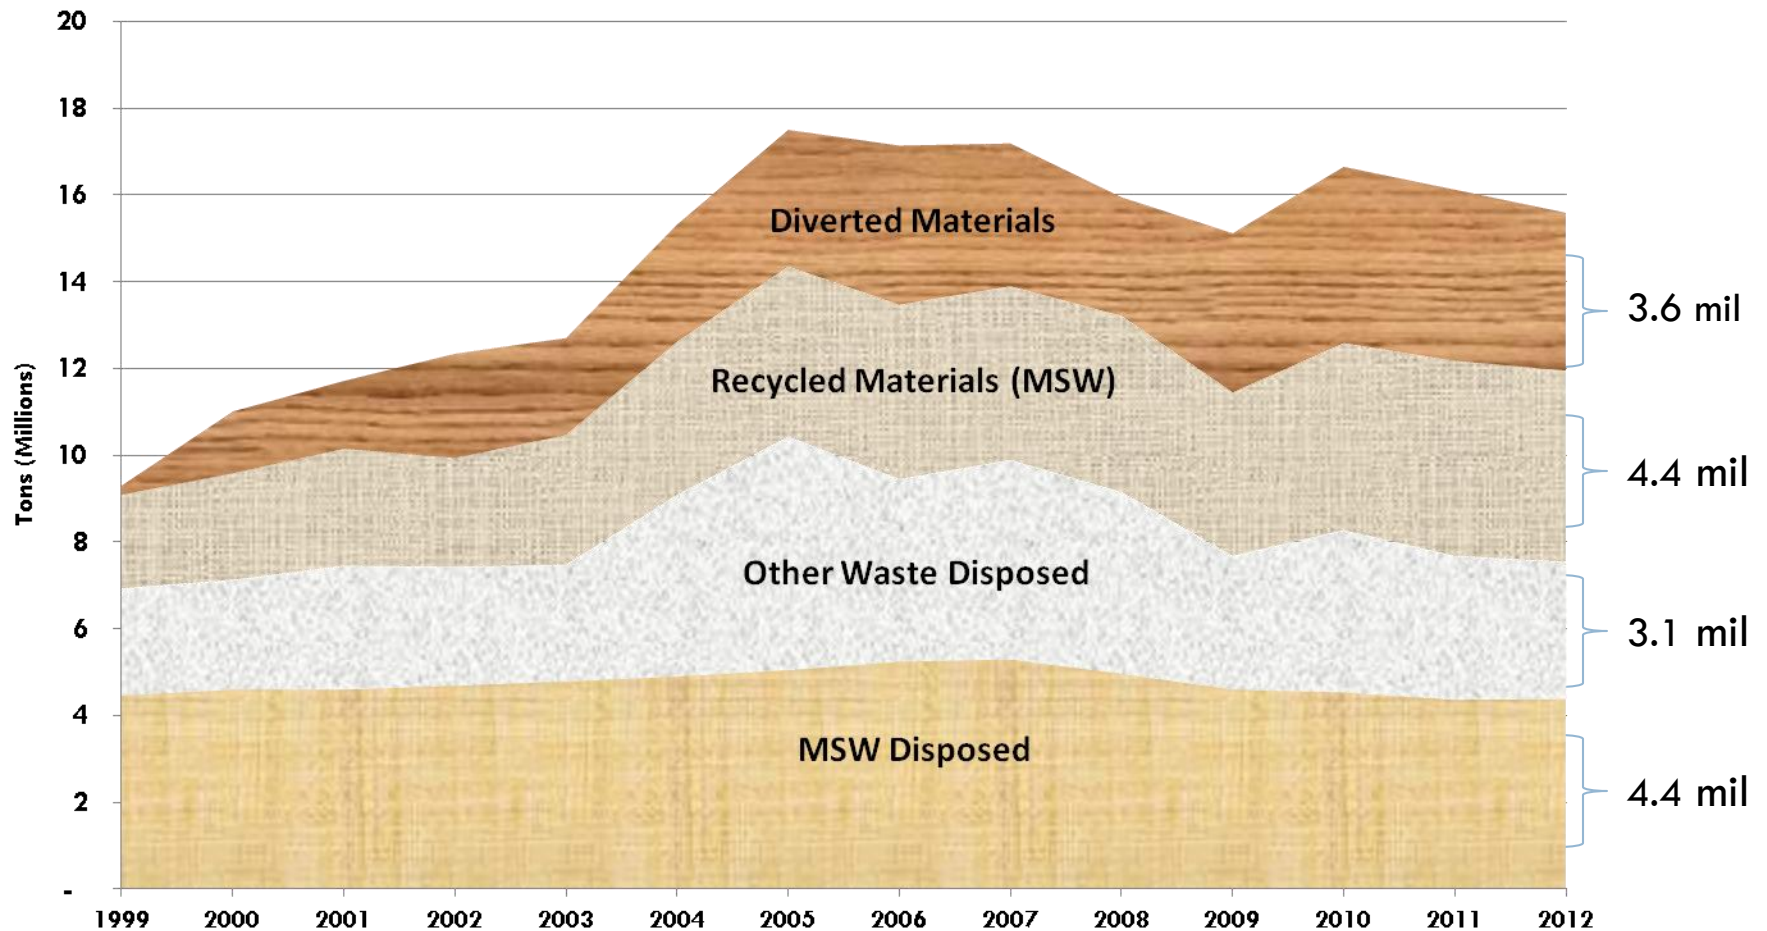 20
18
16
14
12
10
8
6
4
2
-
Tons (Millions)
Diverted Materials
Recycled Materials (MSW)
Other Waste Disposed
MSW Disposed
3.6 mil
4.4 mil
3.1 mil
4.4 mil
1999 2000 2001 2002 2003 2004 2005 2006 2007 2008 2009 2010 2011 2012